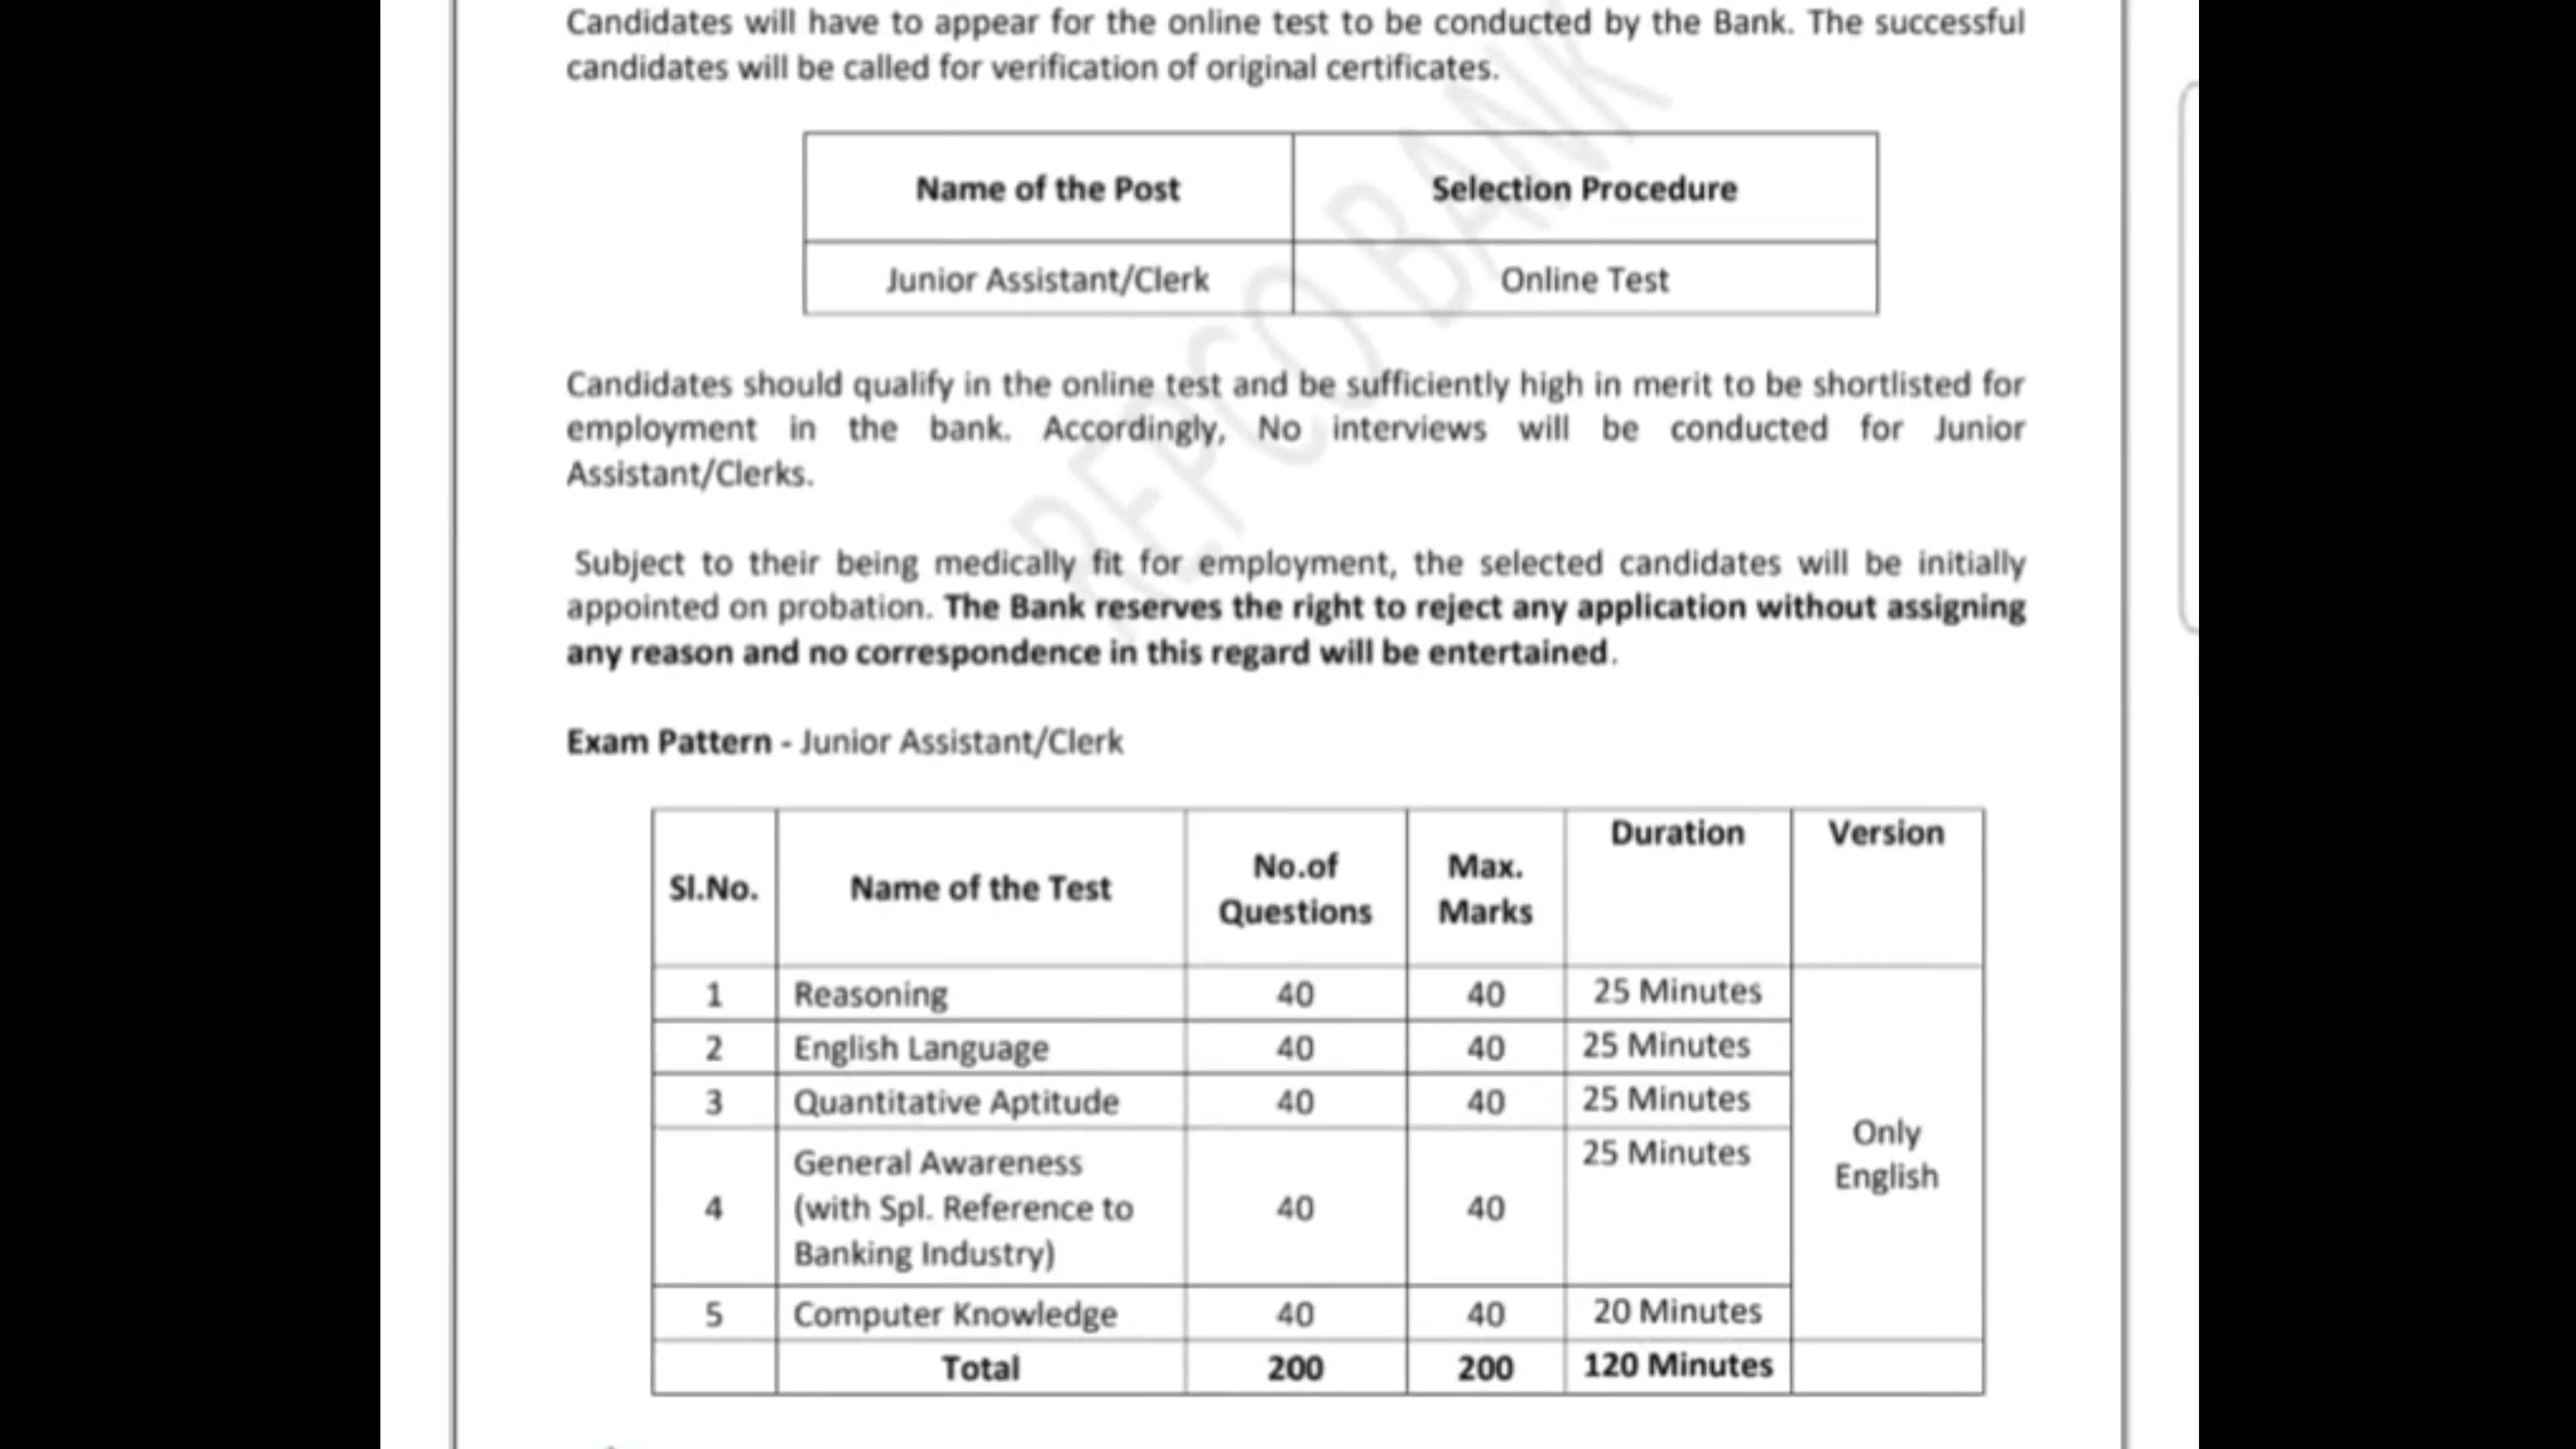 Candidates will have to appear for the online test to be conducted by the Bank. The successful
candidates will be called for verification of original certificates.
Name of the Post Selection Procedure
Junior Assistant/Clerk Online Test
Candidates should qualify in the online test and be sufficiently high in merit to be shortlisted for
employment in the bank. Accordingly, No interviews will be conducted for Junior
Assistant/Clerks.
Subject to their being medically fit for employment, the selected candidates will be initially
appointed on probation. The Bank reserves the right to reject any application without assigning
any reason and no correspondence in this regard will be entertained.
Exam Pattern - Junior Assistant/Clerk
Sl.No. Name of the Test No.of Questions Max. Marks Duration Version
1 Reasoning 40 40 25 Minutes
2 English Language 40 40 25 Minutes
3 Quantitative Aptitude 40 40 25 Minutes
4 General Awareness (with Spl. Reference to Banking Industry) 40 40 25 Minutes
Only English
5 Computer Knowledge 40 40 20 Minutes
Total 200 200 120 Minutes
REPCO BANK